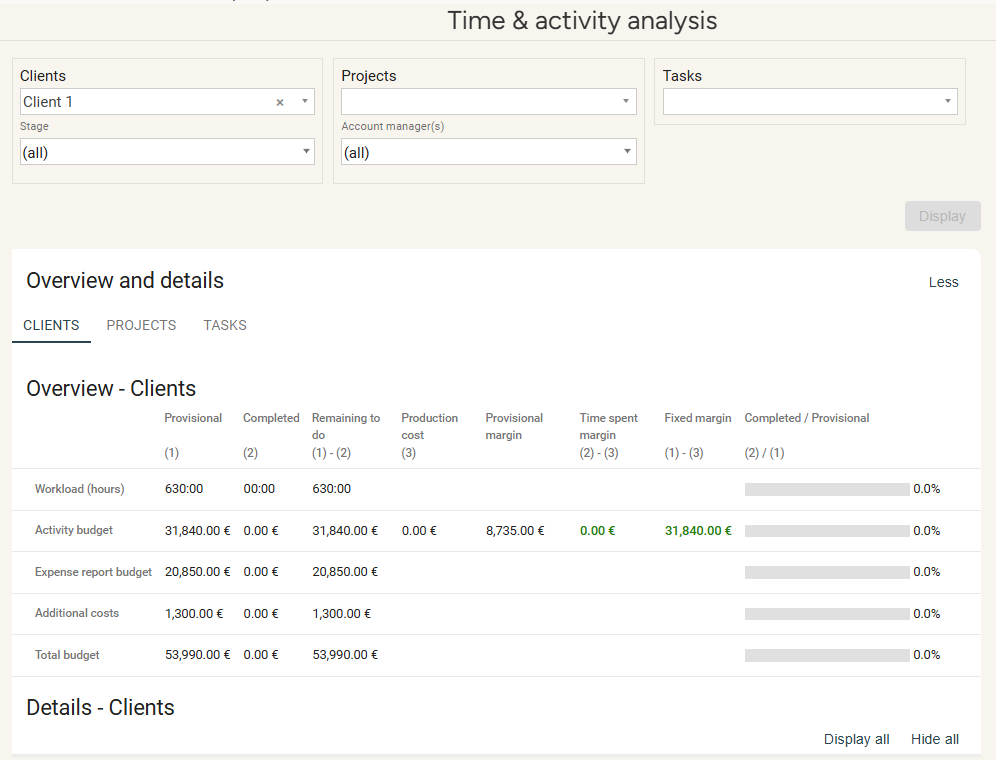 Time & activity analysis
Clients
Projects
Tasks
Client 1 ×
Stage
Account manager(s)
(all)
(all)
Display
Overview and details
Less
CLIENTS PROJECTS TASKS
Overview - Clients
Provisional Completed Remaining to do Production cost Provisional margin Time spent margin Fixed margin Completed / Provisional
(1) (2) (1) - (2) (3) (2) - (3) (1) - (3) (2) / (1)
Workload (hours) 630:00 00:00 630:00 0.0%
Activity budget 31,840.00 € 0.00 € 31,840.00 € 0.00 € 8,735.00 € 0.00 € 31,840.00 € 0.0%
Expense report budget 20,850.00 € 0.00 € 20,850.00 € 0.0%
Additional costs 1,300.00 € 0.00 € 1,300.00 € 0.0%
Total budget 53,990.00 € 0.00 € 53,990.00 € 0.0%
Details - Clients
Display all Hide all